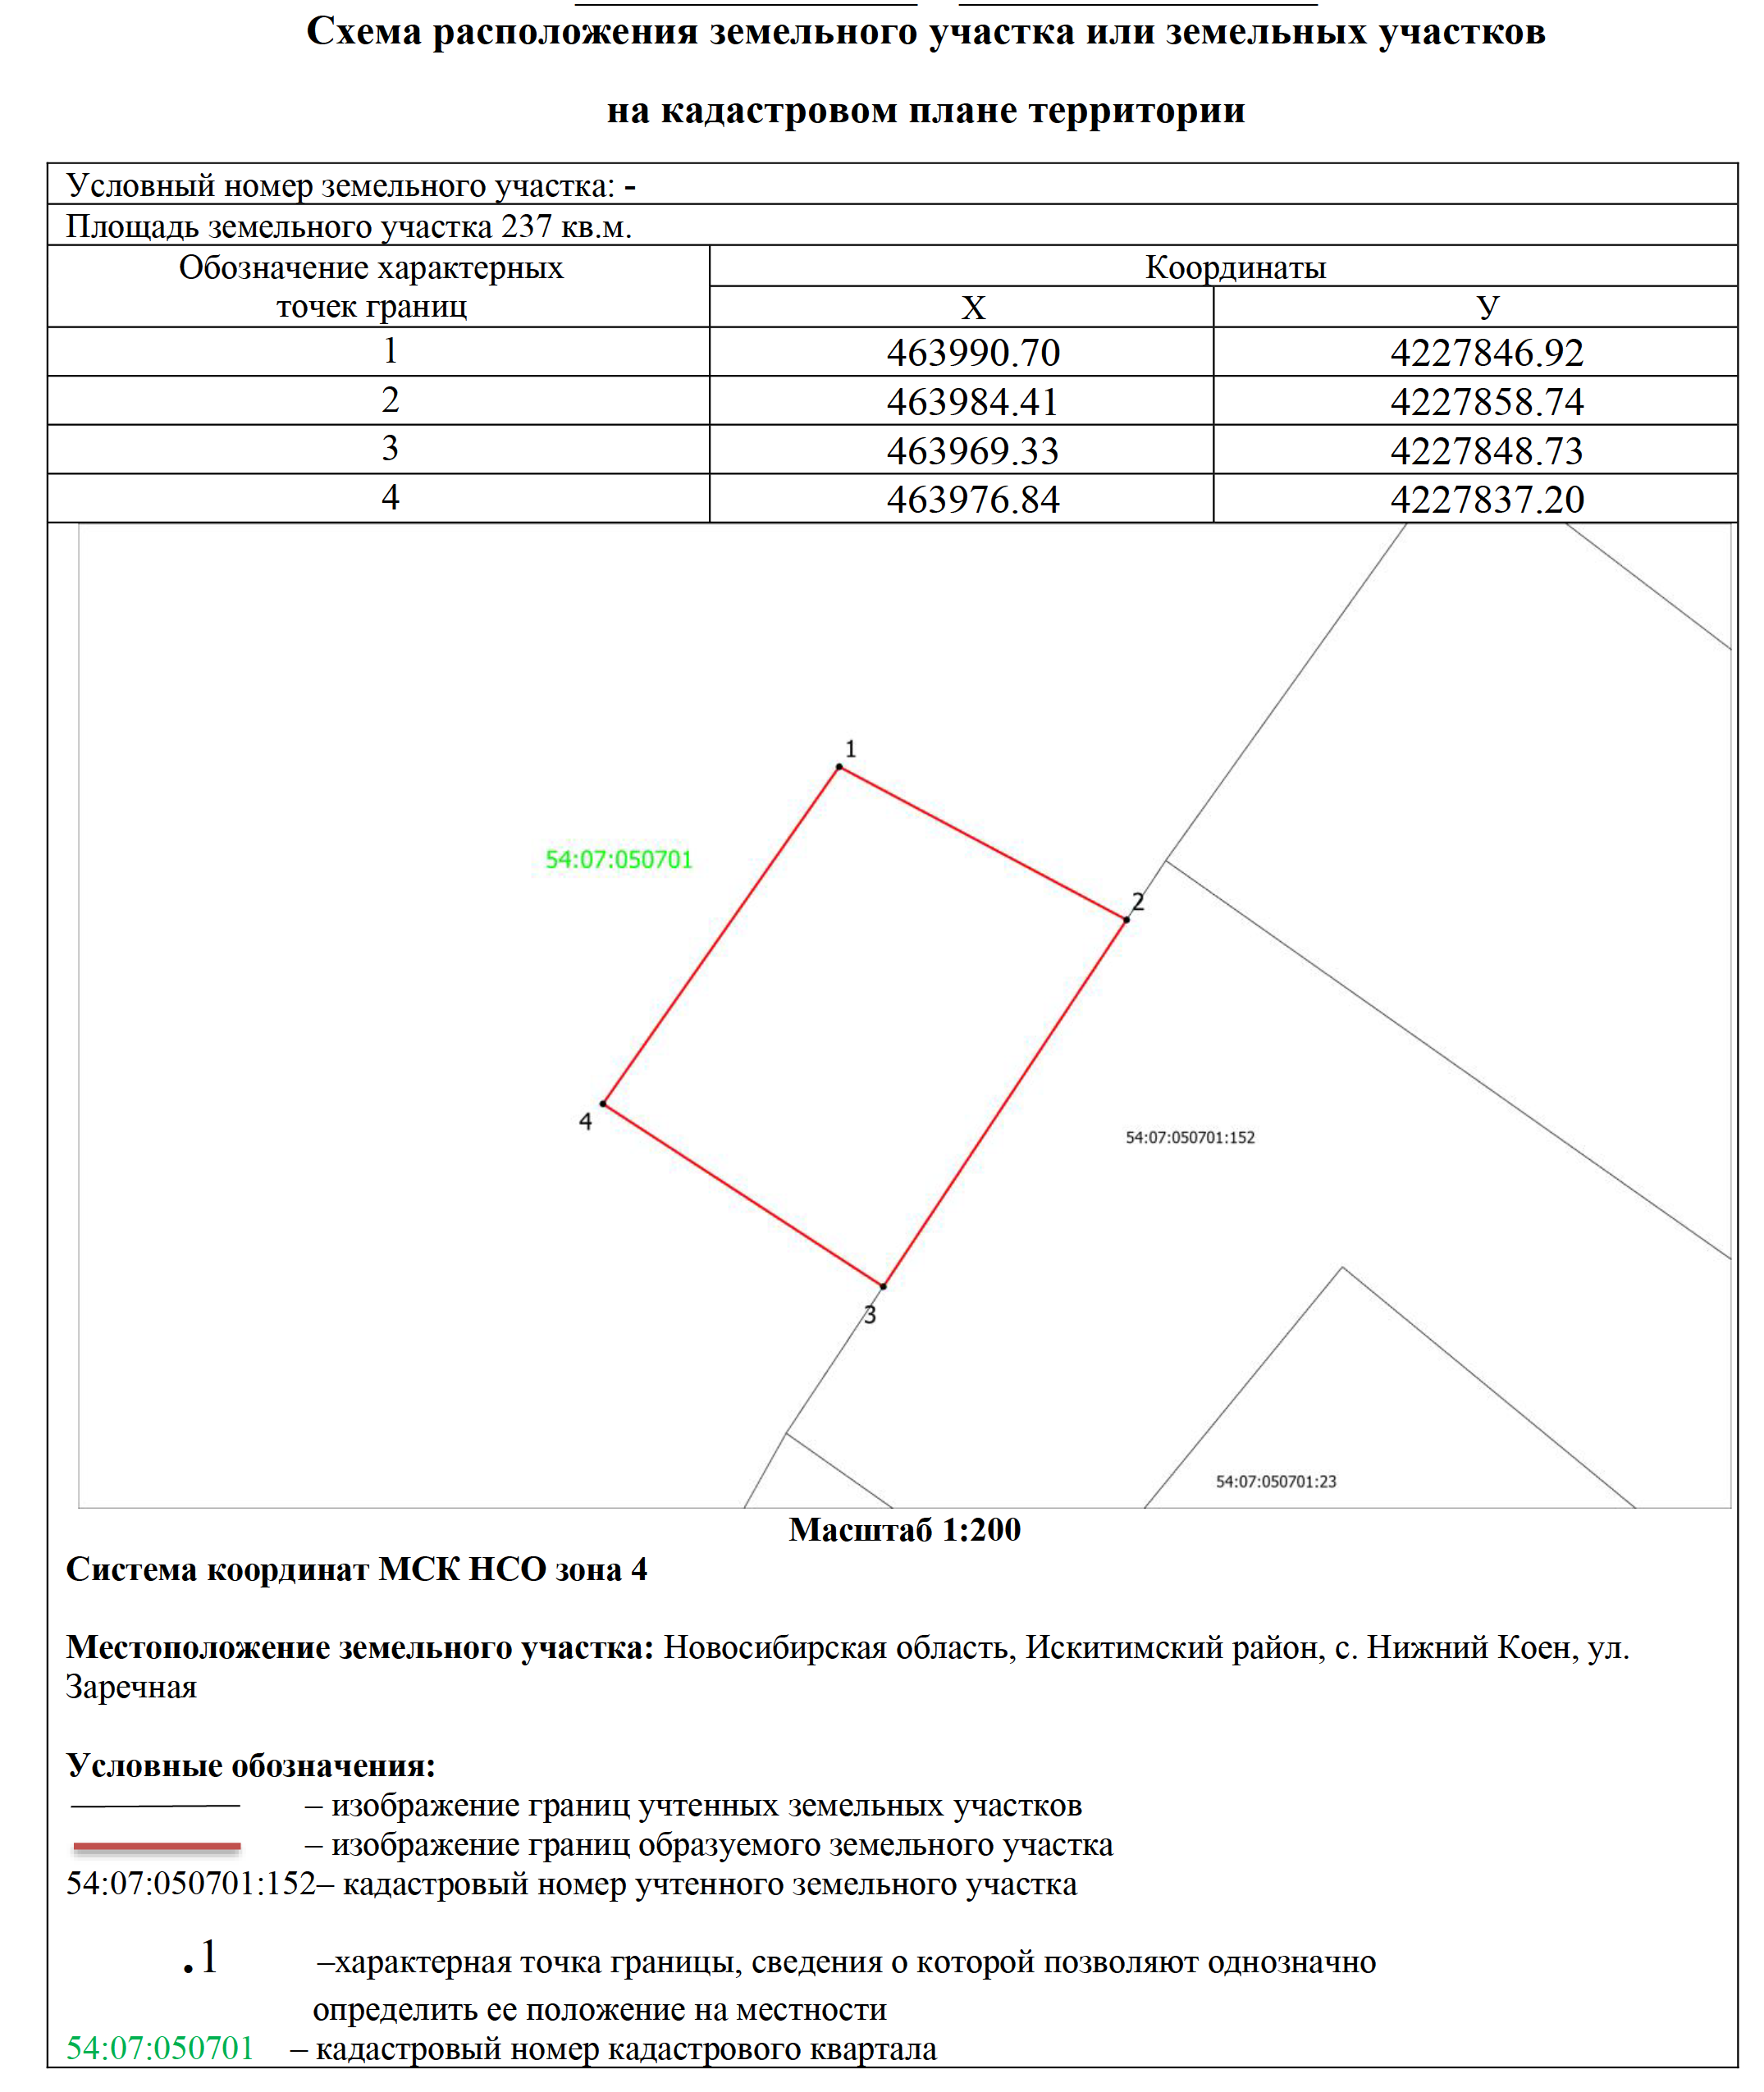 Схема расположения земельного участка или земельных участков
на кадастровом плане территории
Условный номер земельного участка: -
Площадь земельного участка 237 кв.м.
Обозначение характерных
точек границ
Координаты
Х
У
1
463990.70
4227846.92
2
463984.41
4227858.74
3
463969.33
4227848.73
4
463976.84
4227837.20
1
54:07:050701
2
4
54:07:050701:152
3
54:07:050701:23
Масштаб 1:200
Система координат МСК НСО зона 4
Местоположение земельного участка: Новосибирская область, Искитимский район, с. Нижний Коен, ул.
Заречная
Условные обозначения:
– изображение границ учтенных земельных участков
– изображение границ образуемого земельного участка
54:07:050701:152– кадастровый номер учтенного земельного участка
.1 –характерная точка границы, сведения о которой позволяют однозначно
определить ее положение на местности
54:07:050701 – кадастровый номер кадастрового квартала